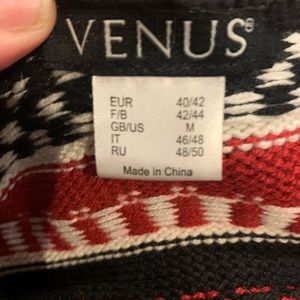 VENUS®
EUR 40/42
F/B 42/44
GB/US M
IT 46/48
RU 48/50
Made in China